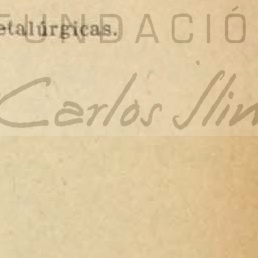 FUNDACIÓ
etalúrgicas.
Carlos Slim